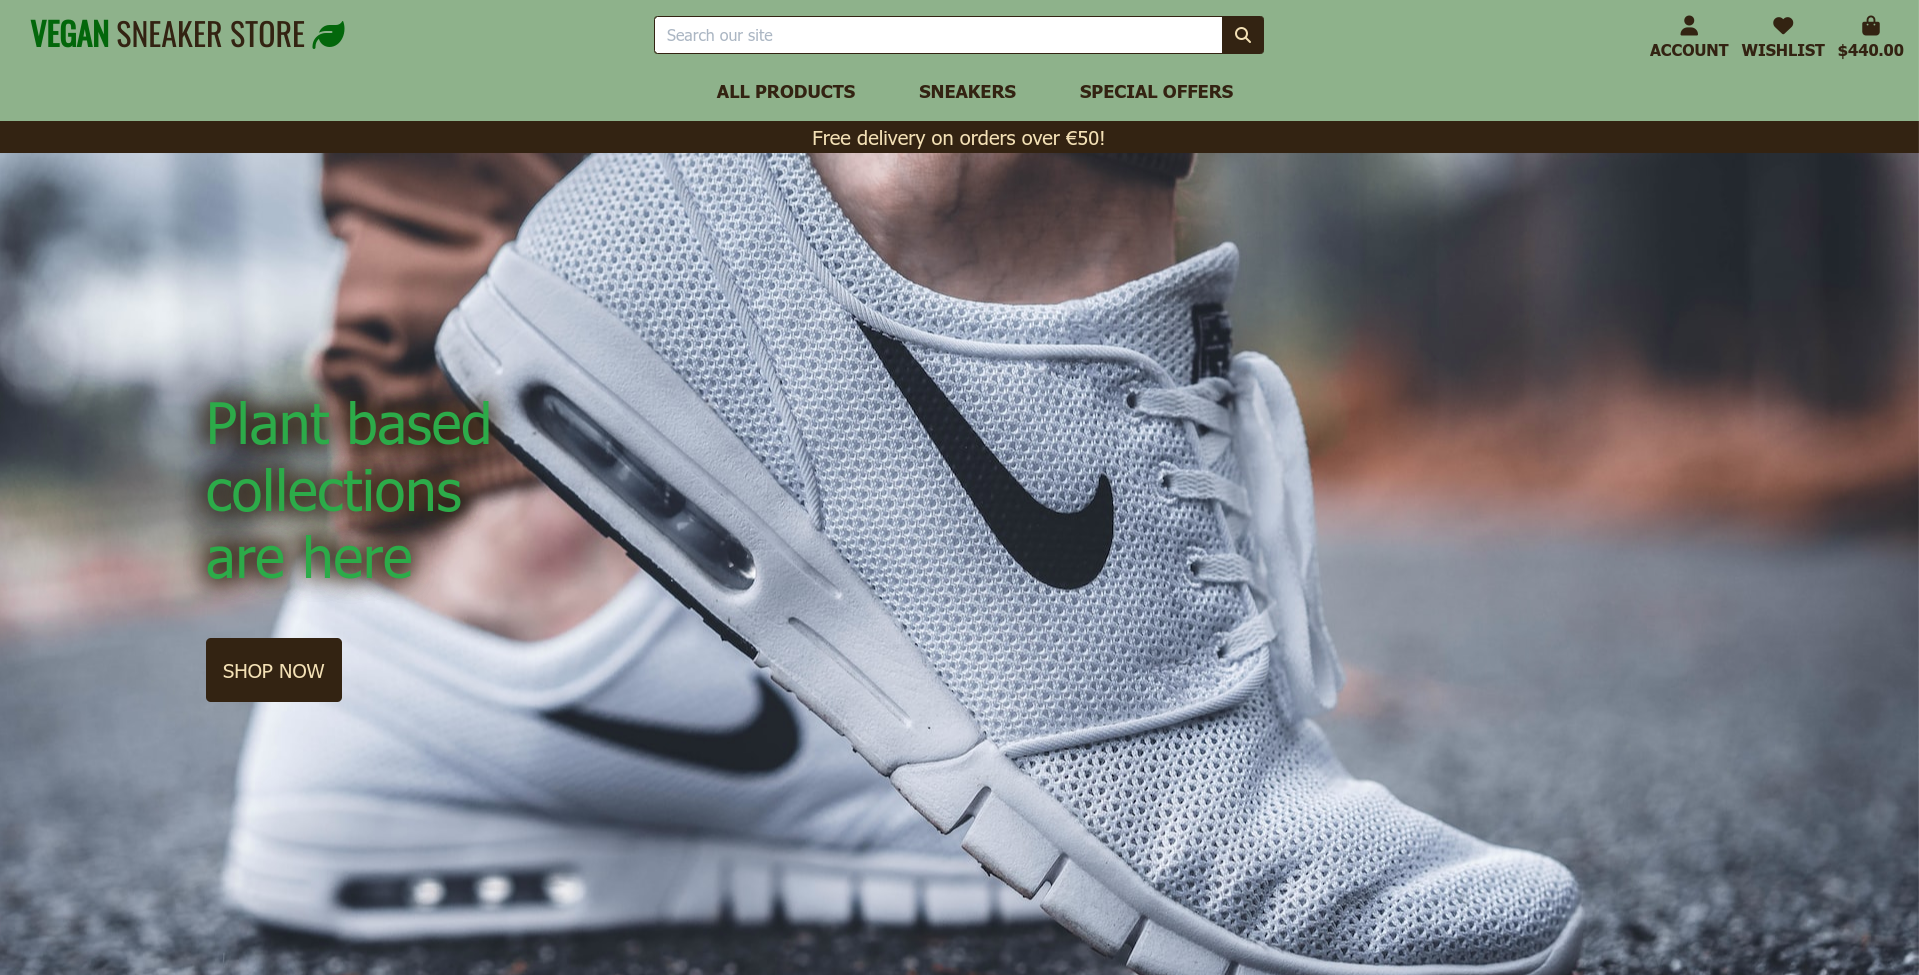 VEGAN SNEAKER STORE
Search our site
ACCOUNT
WISHLIST
$440.00
ALL PRODUCTS
SNEAKERS
SPECIAL OFFERS
Free delivery on orders over €50!
Plant based
collections
are here
SHOP NOW